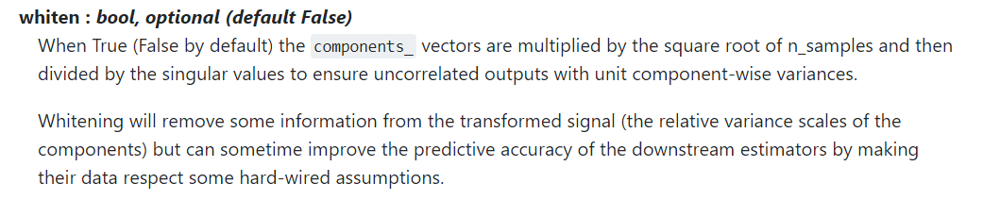 whiten : bool, optional (default False)
When True (False by default) the components_ vectors are multiplied by the square root of n_samples and then
divided by the singular values to ensure uncorrelated outputs with unit component-wise variances.
Whitening will remove some information from the transformed signal (the relative variance scales of the
components) but can sometime improve the predictive accuracy of the downstream estimators by making
their data respect some hard-wired assumptions.